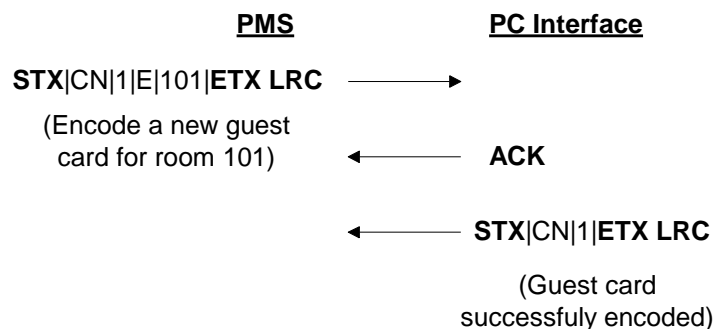 PMS PC Interface
STX|CN|1|E|101|ETX LRC
(Encode a new guest
card for room 101)
ACK
STX|CN|1|ETX LRC
(Guest card
successfuly encoded)